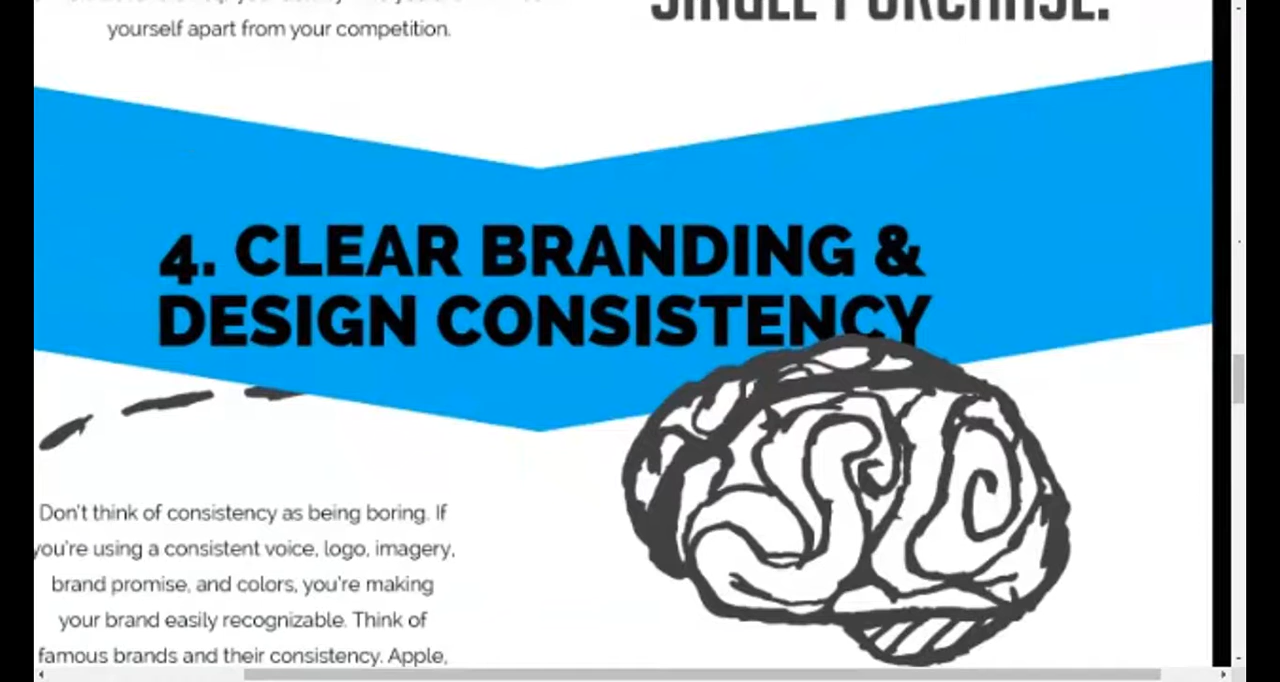 yourself apart from your competition.
SINGLE PURCHASE.
4. CLEAR BRANDING &
DESIGN CONSISTENCY
Don't think of consistency as being boring. If
you're using a consistent voice, logo, imagery,
brand promise, and colors, you're making
your brand easily recognizable. Think of
famous brands and their consistency. Apple,